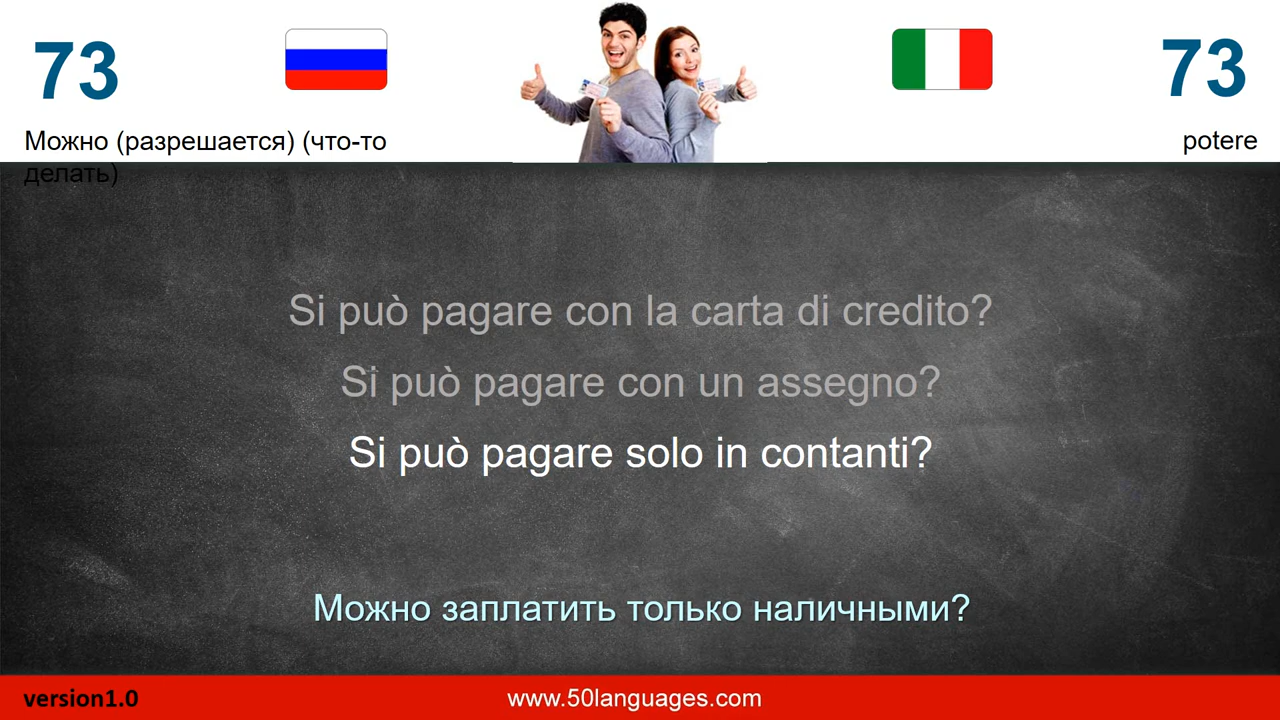 73
73
Можно (разрешается) (что-то
делать)
potere
Si può pagare con la carta di credito?
Si può pagare con un assegno?
Si può pagare solo in contanti?
Можно заплатить только наличными?
version1.0
www.50languages.com